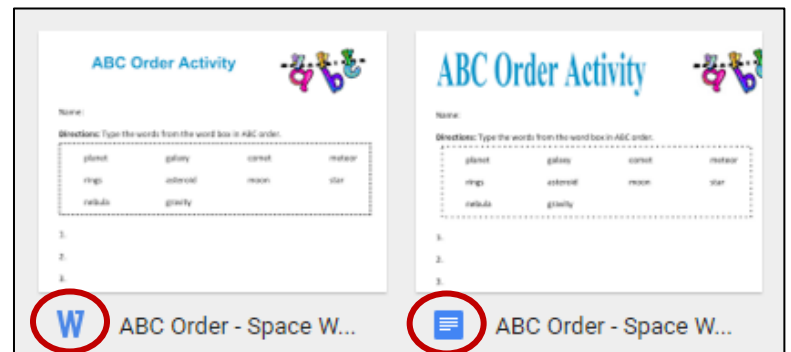 ABC Order Activity
abc
Name:
Directions: Type the words from the word box in ABC order.
planet galaxy comet meteor
rings asteroid moon star
nebula gravity
1.
2.
3.
W ABC Order - Space W...
ABC Order Activity
abc
Name:
Directions: Type the words from the word box in ABC order.
planet galaxy comet meteor
rings asteroid moon star
nebula gravity
1.
2.
3.
ABC Order - Space W...